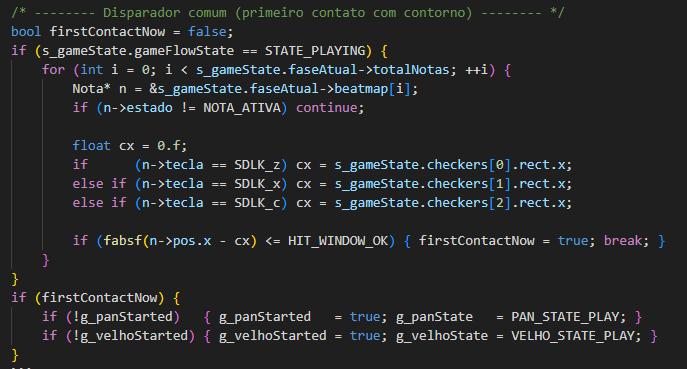 /* -------- Disparador comum (primeiro contato com contorno) -------- */
bool firstContactNow = false;
if (s_gameState.gameFlowState == STATE_PLAYING) {
    for (int i = 0; i < s_gameState.faseAtual->totalNotas; ++i) {
        Nota* n = &s_gameState.faseAtual->beatmap[i];
        if (n->estado != NOTA_ATIVA) continue;

        float cx = 0.f;
        if      (n->tecla == SDLK_z) cx = s_gameState.checkers[0].rect.x;
        else if (n->tecla == SDLK_x) cx = s_gameState.checkers[1].rect.x;
        else if (n->tecla == SDLK_c) cx = s_gameState.checkers[2].rect.x;

        if (fabsf(n->pos.x - cx) <= HIT_WINDOW_OK) { firstContactNow = true; break; }
    }
}
if (firstContactNow) {
    if (!g_panStarted)   { g_panStarted   = true; g_panState   = PAN_STATE_PLAY; }
    if (!g_velhoStarted) { g_velhoStarted = true; g_velhoState = VELHO_STATE_PLAY; }
}